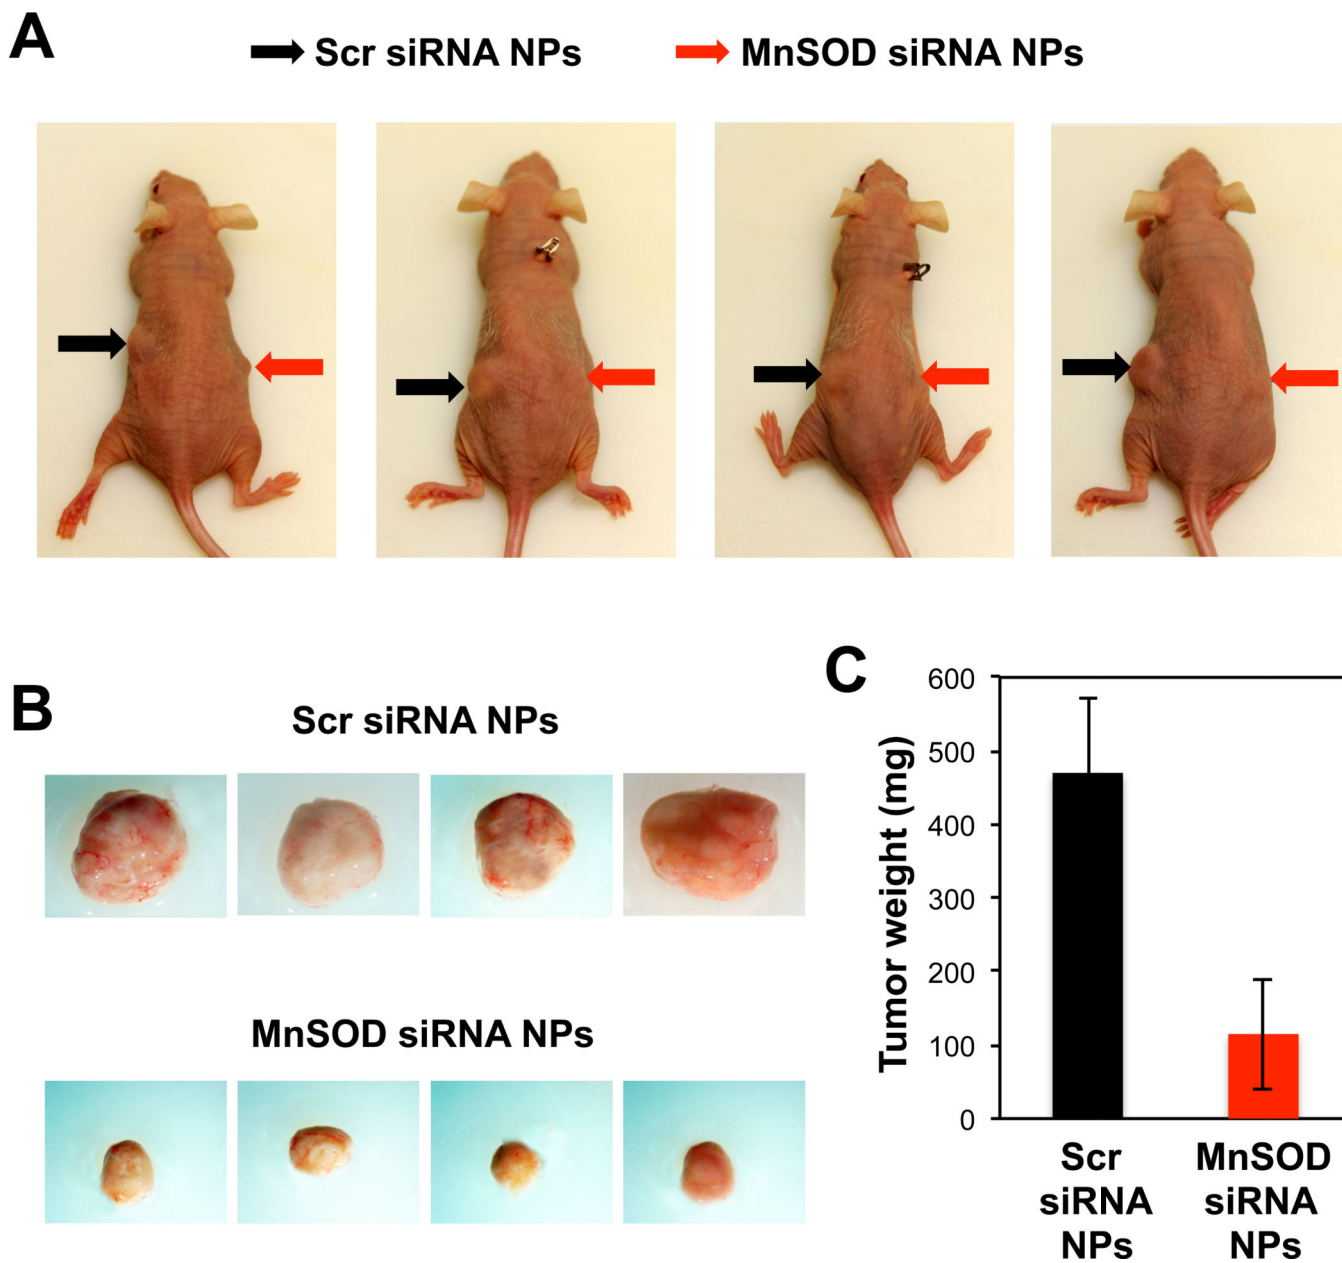 A
Scr siRNA NPs
MnSOD siRNA NPs
B
Scr siRNA NPs
MnSOD siRNA NPs
C
Tumor weight (mg)
600
500
400
300
200
100
0
Scr
siRNA
NPs
MnSOD
siRNA
NPs